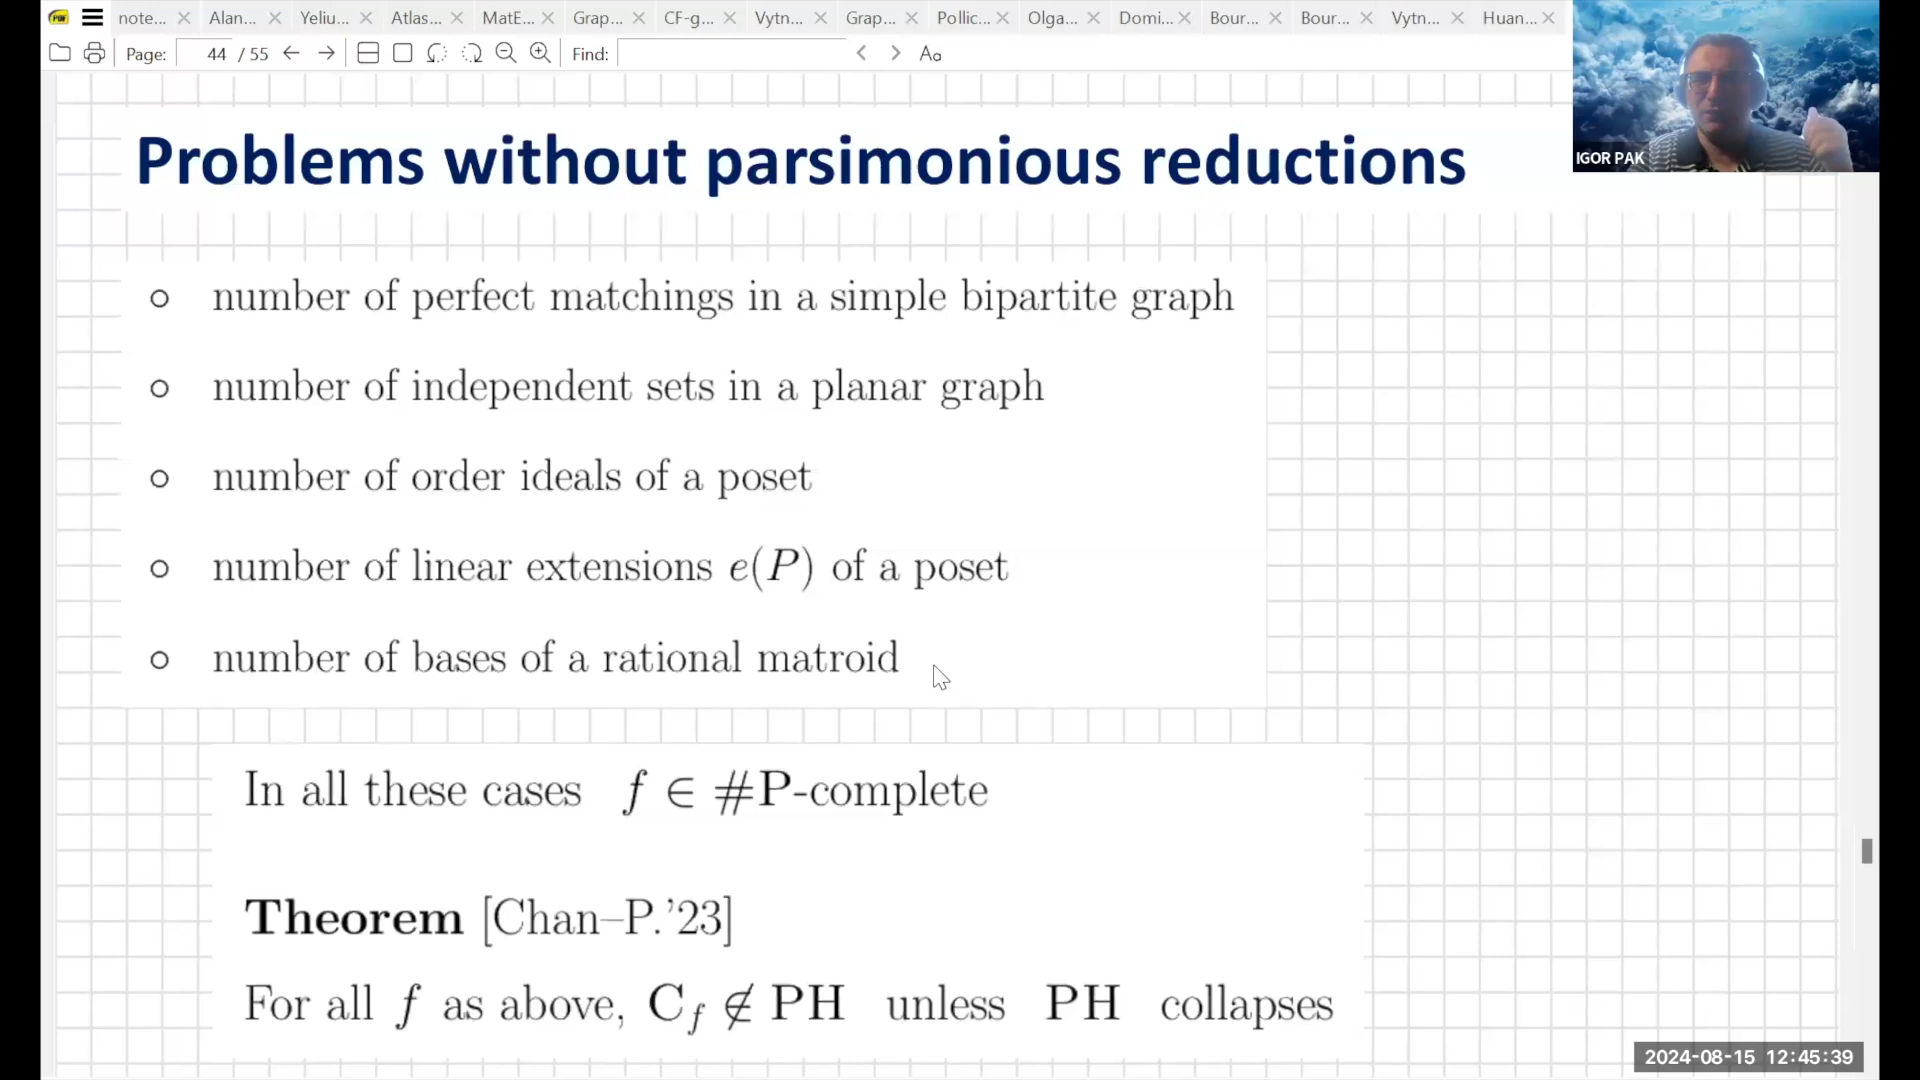 note... Alan... Yeliu... Atlas... MatE... Grap... CF-g... Vytn... Grap... Pollic... Olga... Domi... Bour... Bour... Vytn... Huan...
Page: 44 / 55 Find: Aa
Problems without parsimonious reductions
IGOR PAK
○ number of perfect matchings in a simple bipartite graph
○ number of independent sets in a planar graph
○ number of order ideals of a poset
○ number of linear extensions e(P) of a poset
○ number of bases of a rational matroid
In all these cases f ∈ #P-complete
Theorem [Chan–P.’23]
For all f as above, C_f ∉ PH unless PH collapses
2024-08-15 12:45:39